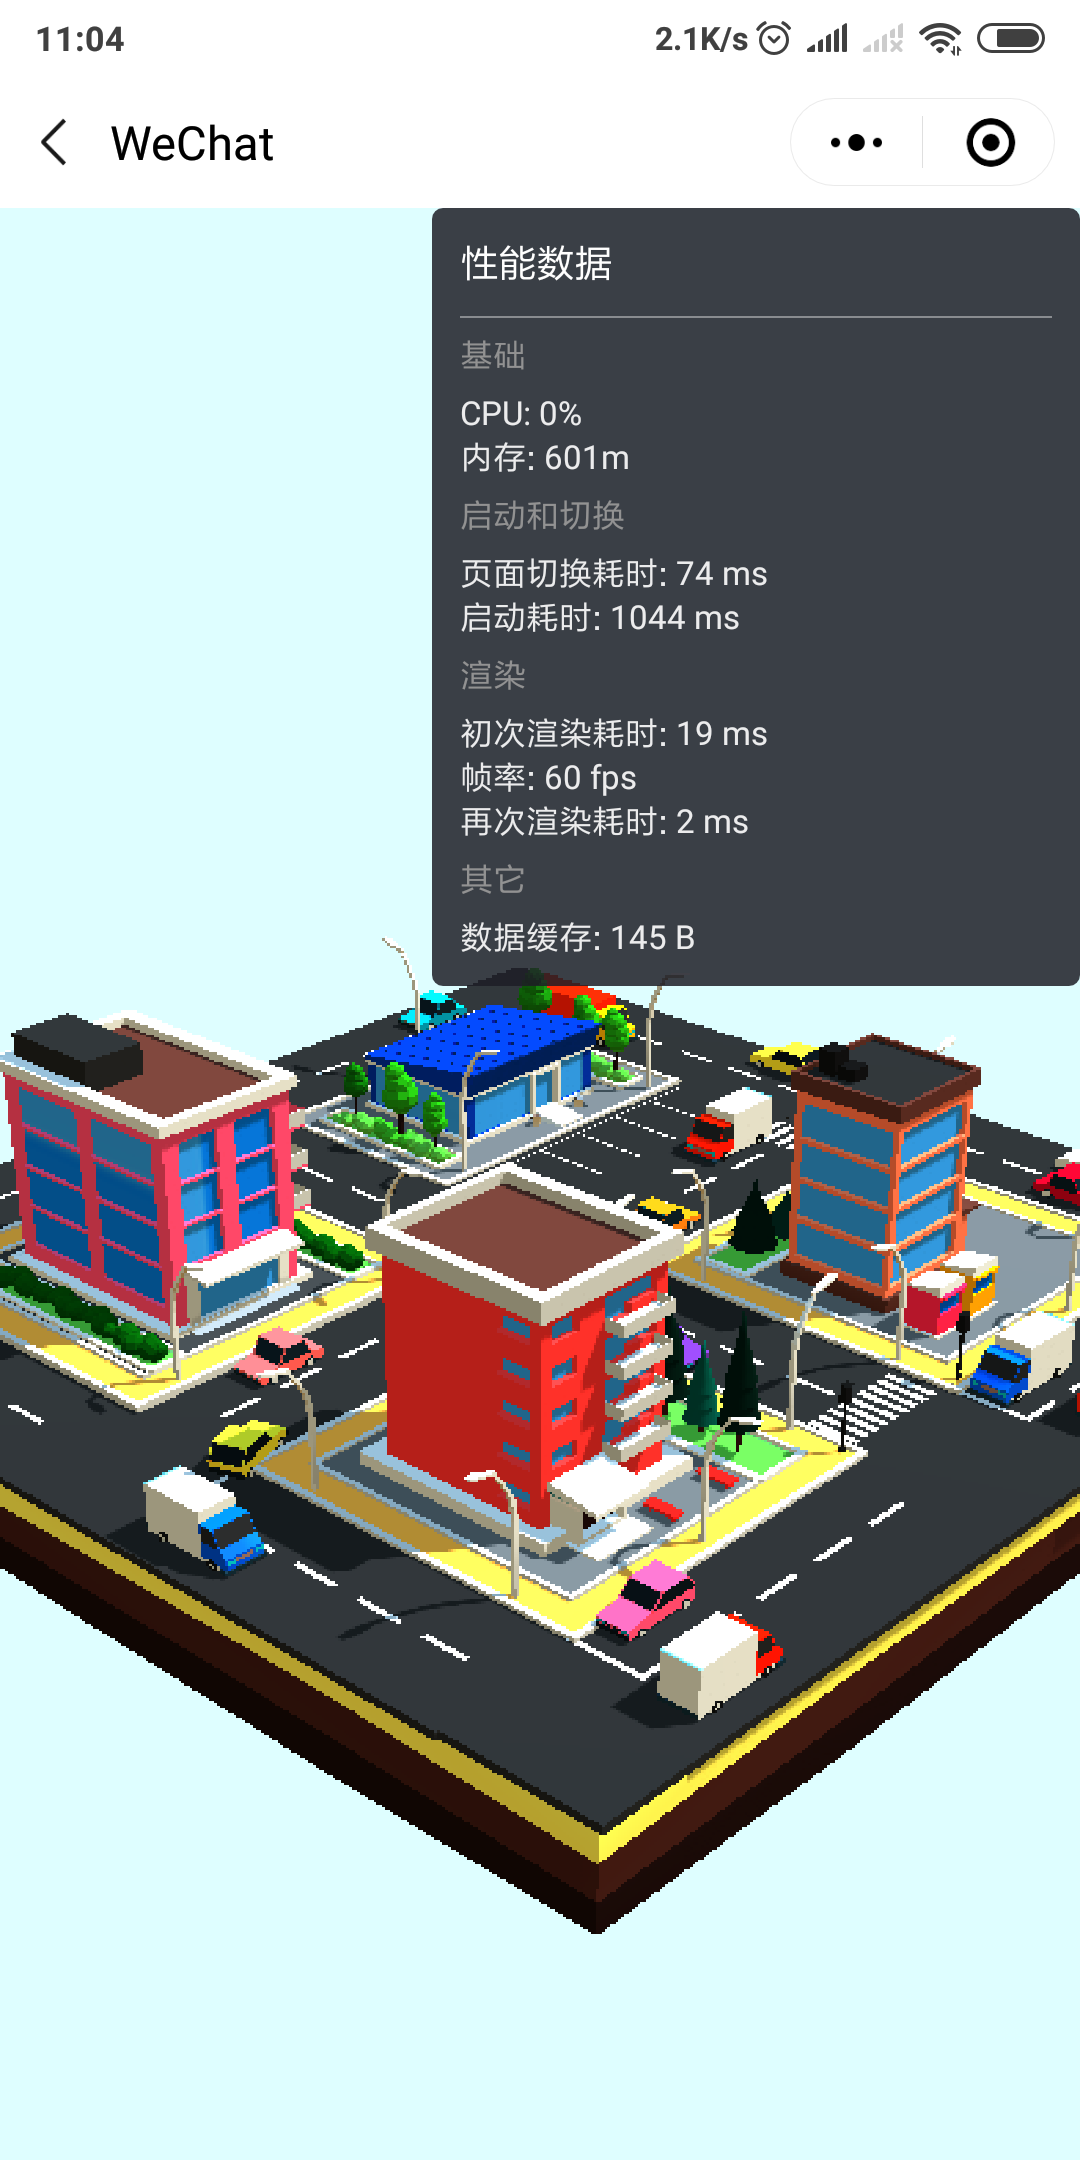 11:04
2.1K/s
WeChat
性能数据
基础
CPU: 0%
内存: 601m
启动和切换
页面切换耗时: 74 ms
启动耗时: 1044 ms
渲染
初次渲染耗时: 19 ms
帧率: 60 fps
再次渲染耗时: 2 ms
其它
数据缓存: 145 B